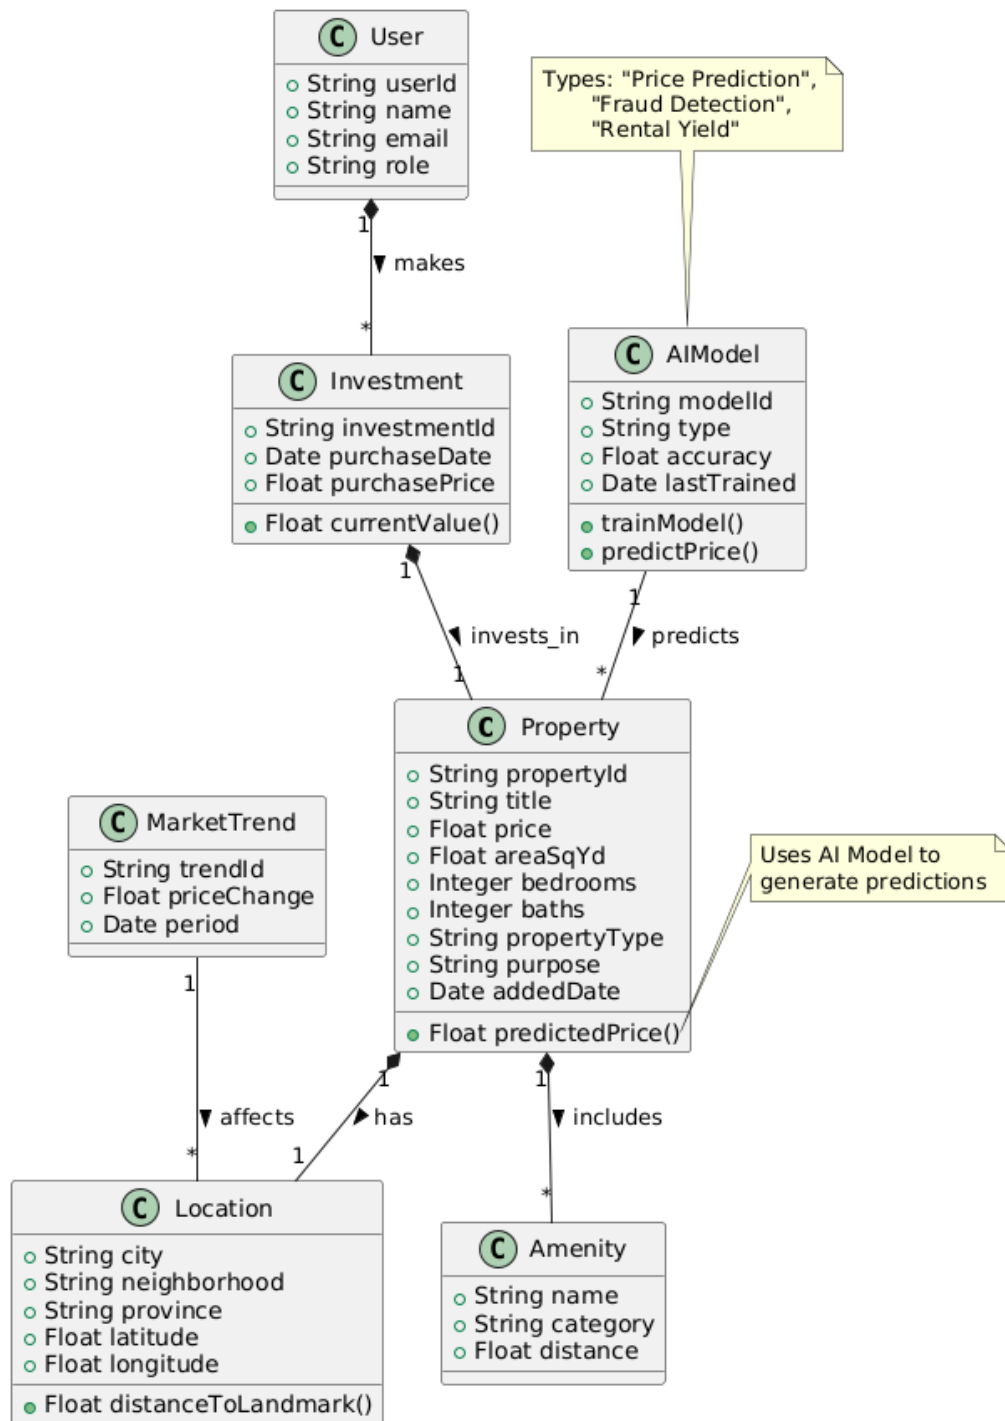 C User
String userId
String name
String email
String role
Types: "Price Prediction",
"Fraud Detection",
"Rental Yield"
1
makes
*
C Investment
String investmentId
Date purchaseDate
Float purchasePrice
Float currentValue()
C AIModel
String modelId
String type
Float accuracy
Date lastTrained
trainModel()
predictPrice()
1
invests_in
1
1
predicts
*
C Property
String propertyId
String title
Float price
Float areaSqYd
Integer bedrooms
Integer baths
String propertyType
String purpose
Date addedDate
Float predictedPrice()
C MarketTrend
String trendId
Float priceChange
Date period
Uses AI Model to
generate predictions
1
affects
*
1
has
1
1
includes
*
C Location
String city
String neighborhood
String province
Float latitude
Float longitude
Float distanceToLandmark()
C Amenity
String name
String category
Float distance